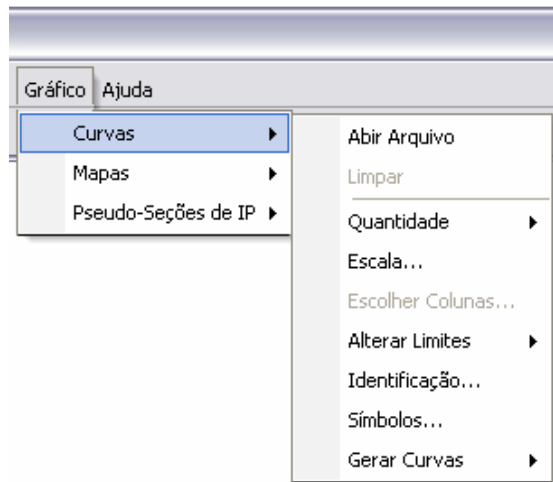 Gráfico Ajuda
Curvas
Mapas
Pseudo-Seções de IP
Abir Arquivo
Limpar
Quantidade
Escala...
Escolher Colunas...
Alterar Limites
Identificação...
Símbolos...
Gerar Curvas